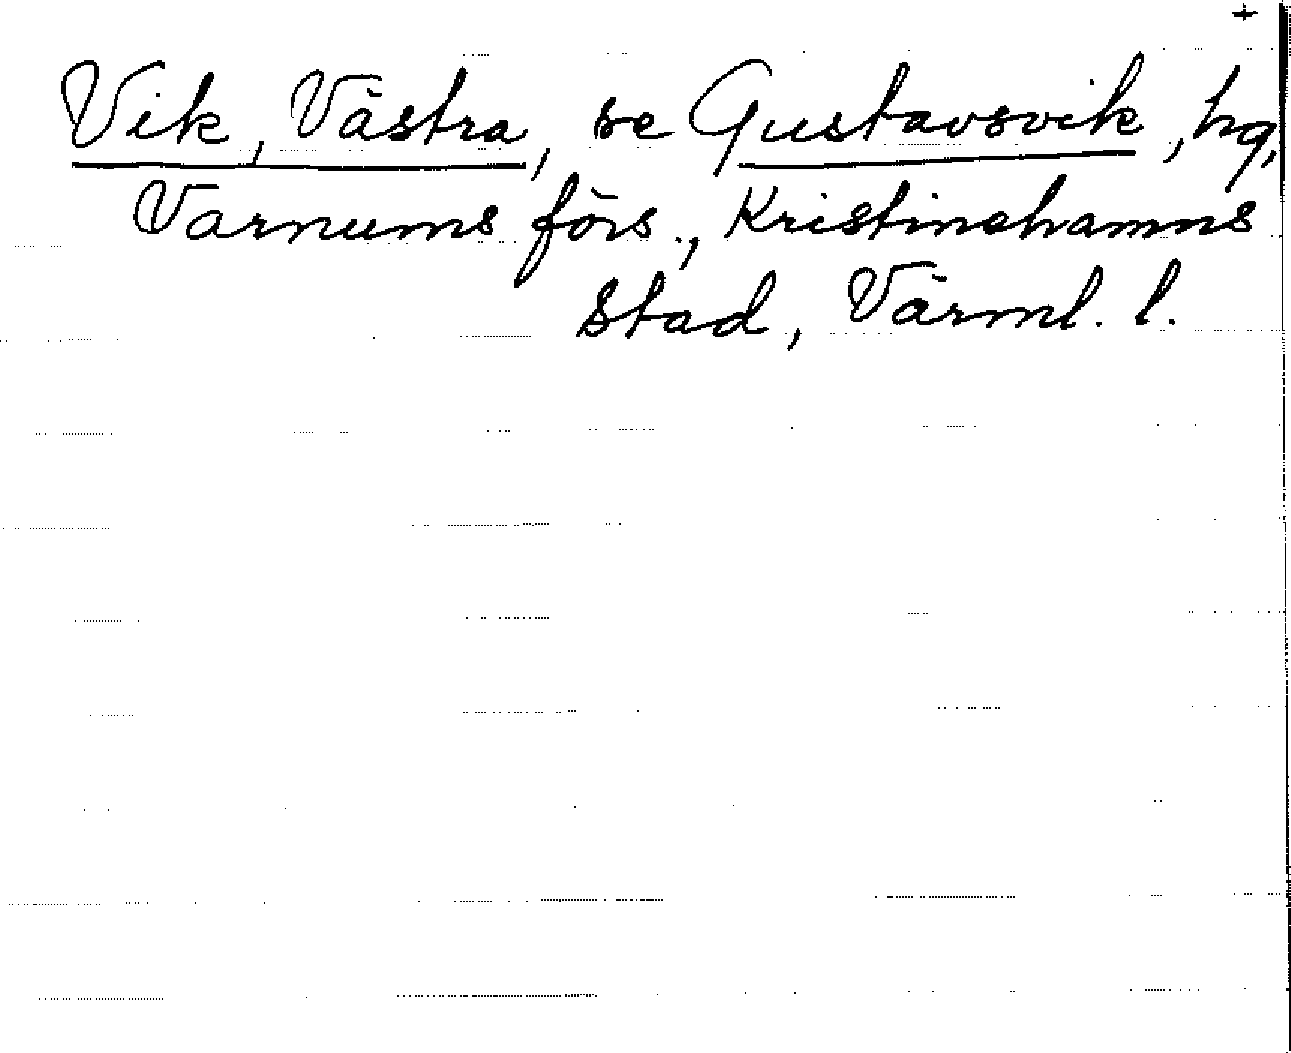 +
Vik, Västra, se Gustavsvik, hg,
Varnums förs., Kristinehamns
stad, Värml. l.